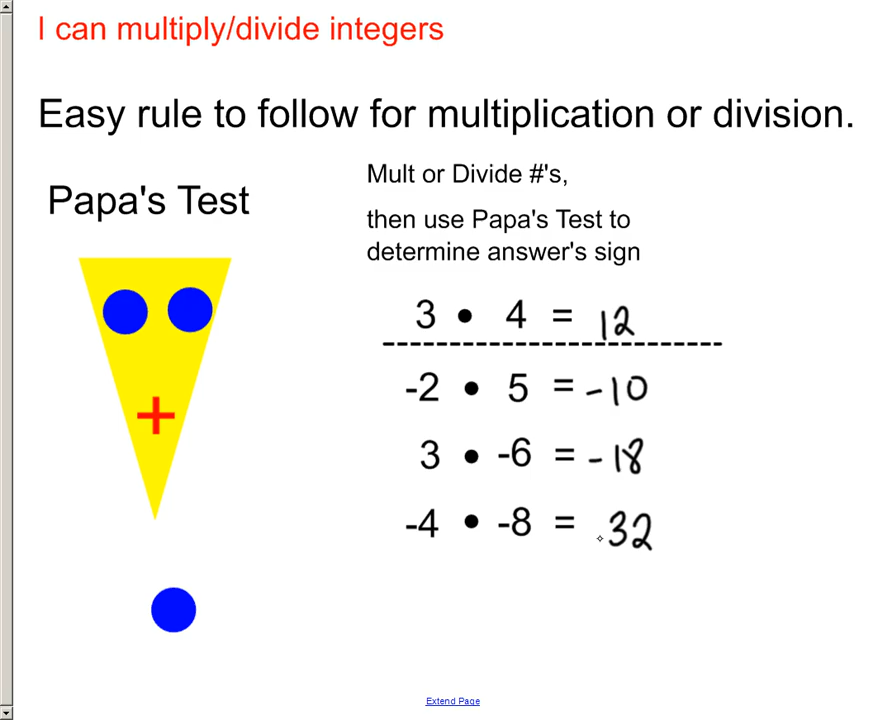 I can multiply/divide integers
Easy rule to follow for multiplication or division.
Papa's Test
Mult or Divide #'s,
then use Papa's Test to
determine answer's sign
+
3 • 4 = 12
--------------------------
-2 • 5 = -10
3 • -6 = -18
-4 • -8 = 32
Extend Page